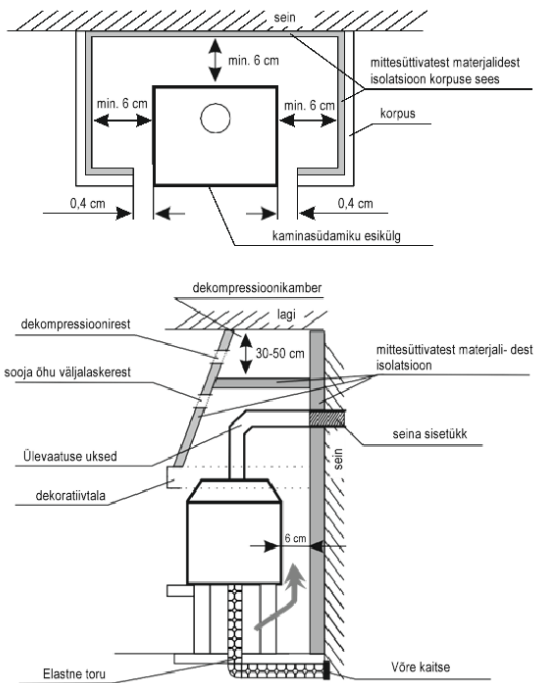 sein
min. 6 cm
mittesüttivatest materjalidest
isolatsioon korpuse sees
min. 6 cm
min. 6 cm
korpus
0,4 cm
0,4 cm
kaminasüdamiku esikülg
dekompressioonikamber
lagi
dekompressioonirest
30-50 cm
mittesüttivatest materjali- dest
isolatsioon
sooja õhu väljalaskerest
seina sisetükk
Ülevaatuse uksed
sein
dekoratiivtala
6 cm
Elastne toru
Võre kaitse